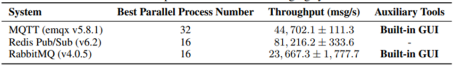 System Best Parallel Process Number Throughput (msg/s) Auxiliary Tools
MQTT (emqx v5.8.1) 32 44,702.1 ± 111.3 Built-in GUI
Redis Pub/Sub (v6.2) 16 81,216.2 ± 333.6 -
RabbitMQ (v4.0.5) 16 23,667.3 ± 1,777.7 Built-in GUI